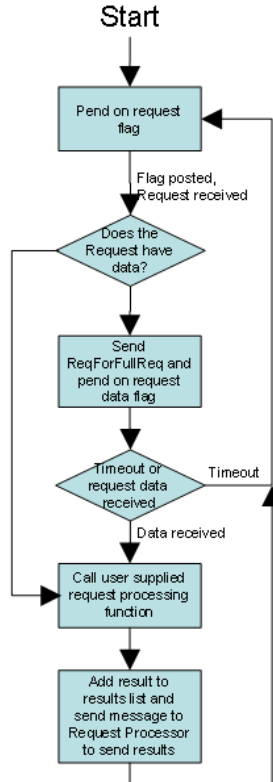 Start
Pend on request
flag
Flag posted,
Request received
Does the
Request have
data?
Send
ReqForFullReq and
pend on request
data flag
Timeout or
request data
received
Timeout
Data received
Call user supplied
request processing
function
Add result to
results list and
send message to
Request Processor
to send results